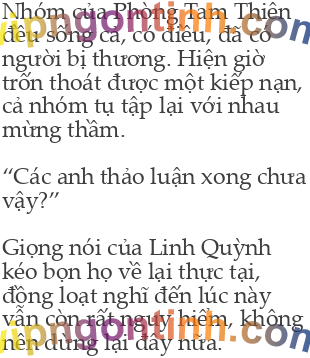 Nhóm của Phòng Tam Thiên
đều sống cả, có điều, đã có
người bị thương. Hiện giờ
trốn thoát được một kiếp nạn,
cả nhóm tụ tập lại với nhau
mừng thầm.
“Các anh thảo luận xong chưa
vậy?”
Giọng nói của Linh Quỳnh
kéo bọn họ về lại thực tại,
đồng loạt nghĩ đến lúc này
vẫn còn rất nguy hiểm, không
nên dừng lại đây nữa.
vipngontinh.com
vipngontinh.com